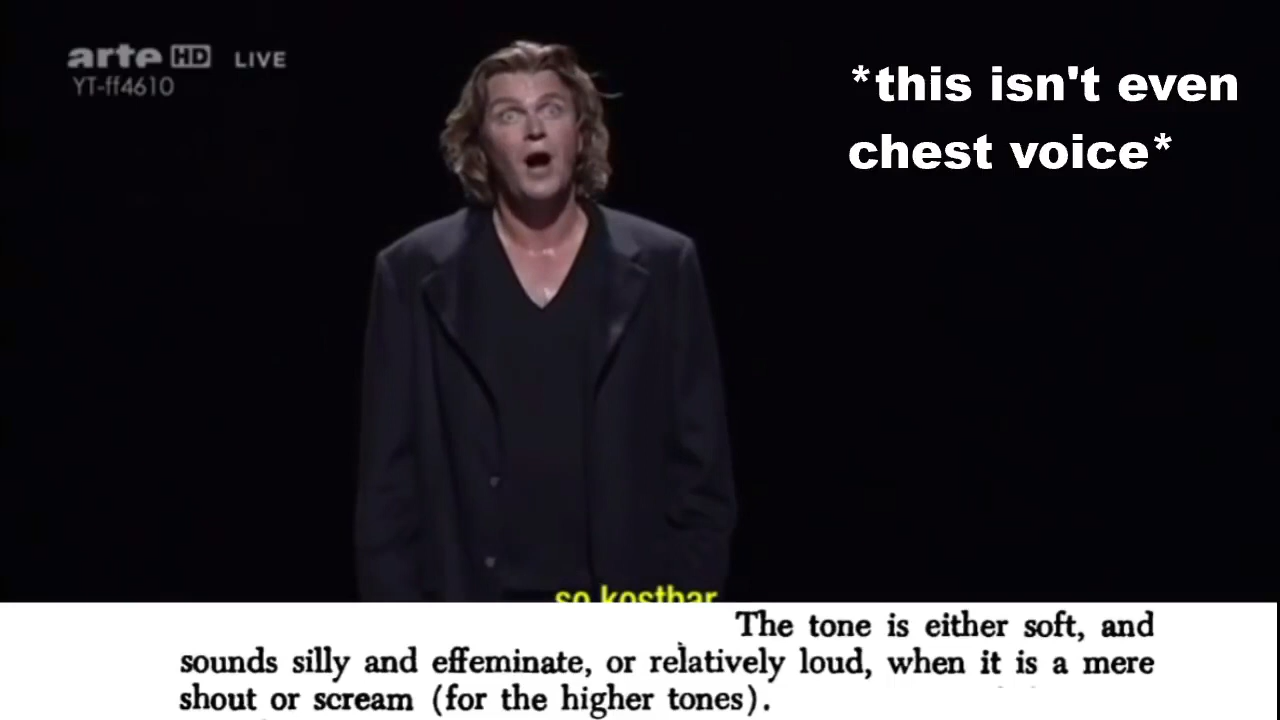 arte HD LIVE
YT-ff4610
*this isn't even
chest voice*
so kostbar
The tone is either soft, and
sounds silly and effeminate, or relatively loud, when it is a mere
shout or scream (for the higher tones).